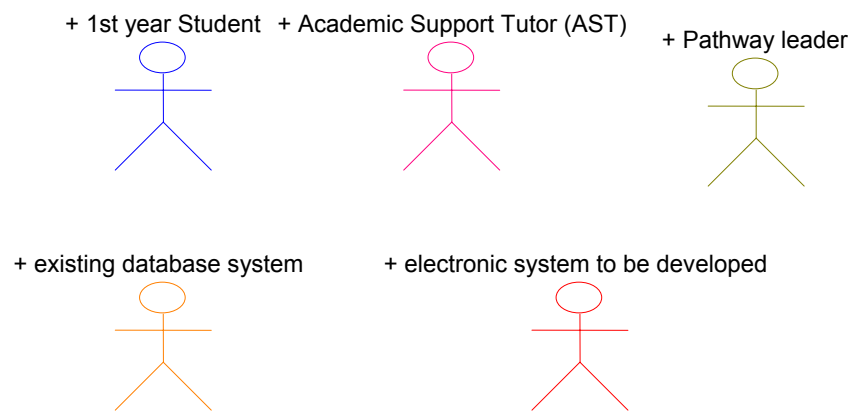 + 1st year Student
+ Academic Support Tutor (AST)
+ Pathway leader
+ existing database system
+ electronic system to be developed